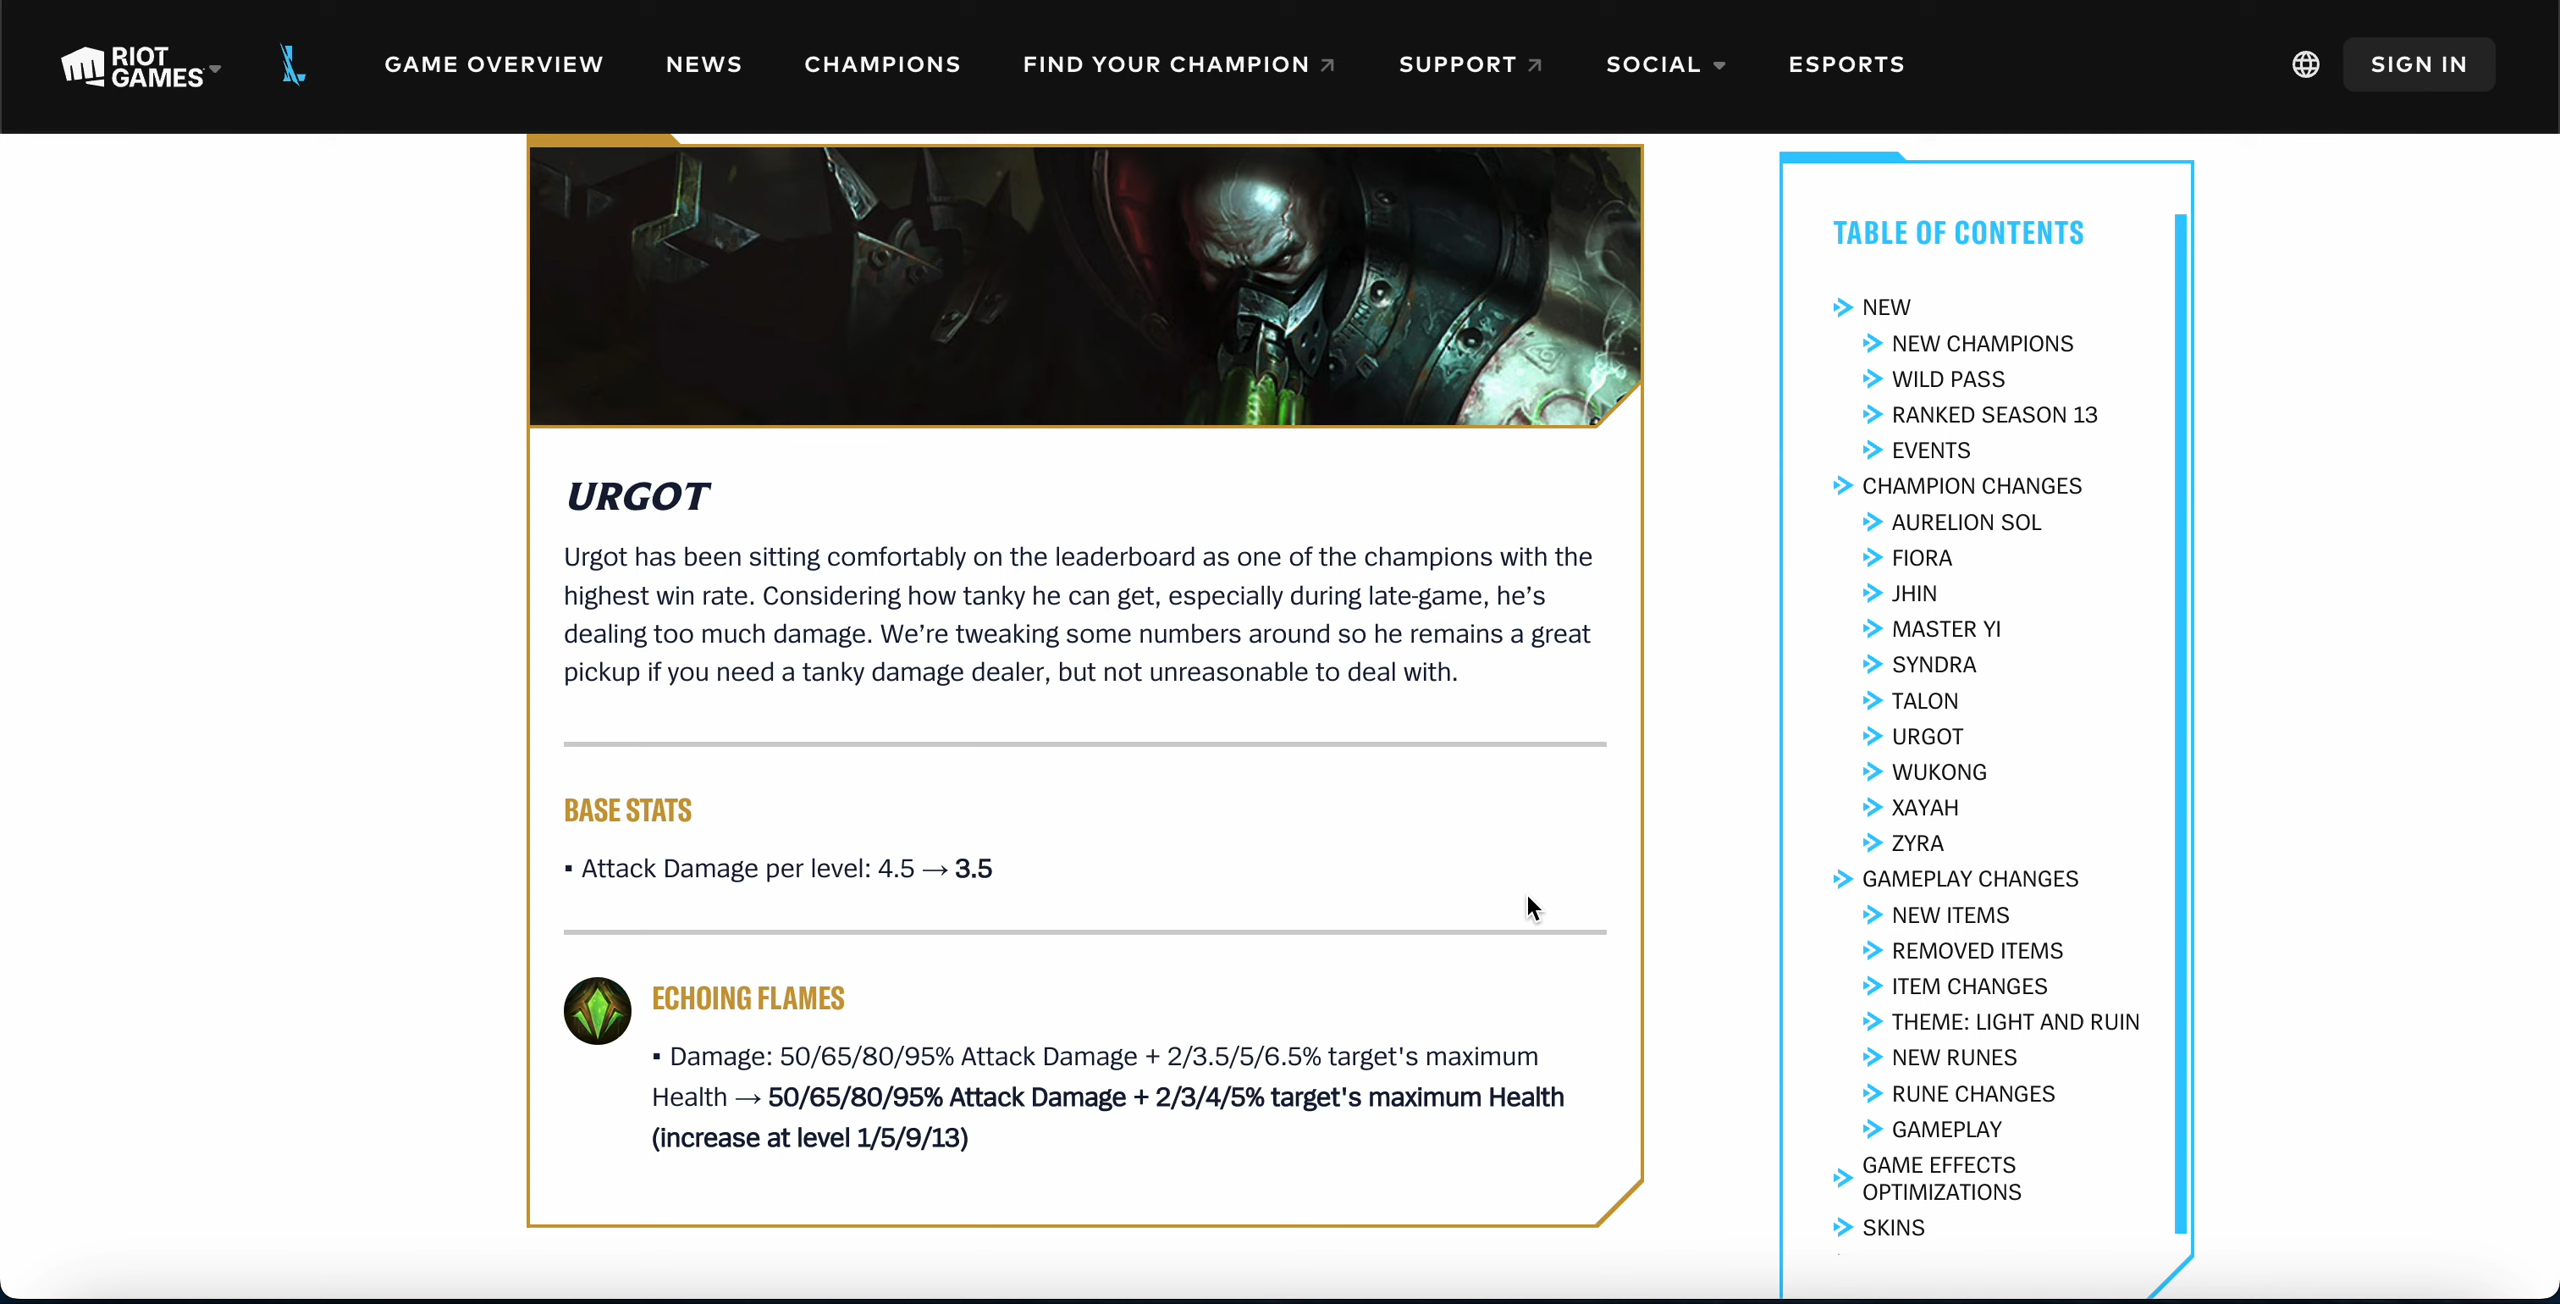 RIOT
GAMES
GAME OVERVIEW
NEWS
CHAMPIONS
FIND YOUR CHAMPION
SUPPORT
SOCIAL
ESPORTS
SIGN IN
URGOT
Urgot has been sitting comfortably on the leaderboard as one of the champions with the
highest win rate. Considering how tanky he can get, especially during late-game, he’s
dealing too much damage. We’re tweaking some numbers around so he remains a great
pickup if you need a tanky damage dealer, but not unreasonable to deal with.
BASE STATS
▪ Attack Damage per level: 4.5 → 3.5
ECHOING FLAMES
▪ Damage: 50/65/80/95% Attack Damage + 2/3.5/5/6.5% target's maximum
Health → 50/65/80/95% Attack Damage + 2/3/4/5% target's maximum Health
(increase at level 1/5/9/13)
TABLE OF CONTENTS
NEW
NEW CHAMPIONS
WILD PASS
RANKED SEASON 13
EVENTS
CHAMPION CHANGES
AURELION SOL
FIORA
JHIN
MASTER YI
SYNDRA
TALON
URGOT
WUKONG
XAYAH
ZYRA
GAMEPLAY CHANGES
NEW ITEMS
REMOVED ITEMS
ITEM CHANGES
THEME: LIGHT AND RUIN
NEW RUNES
RUNE CHANGES
GAMEPLAY
GAME EFFECTS
OPTIMIZATIONS
SKINS